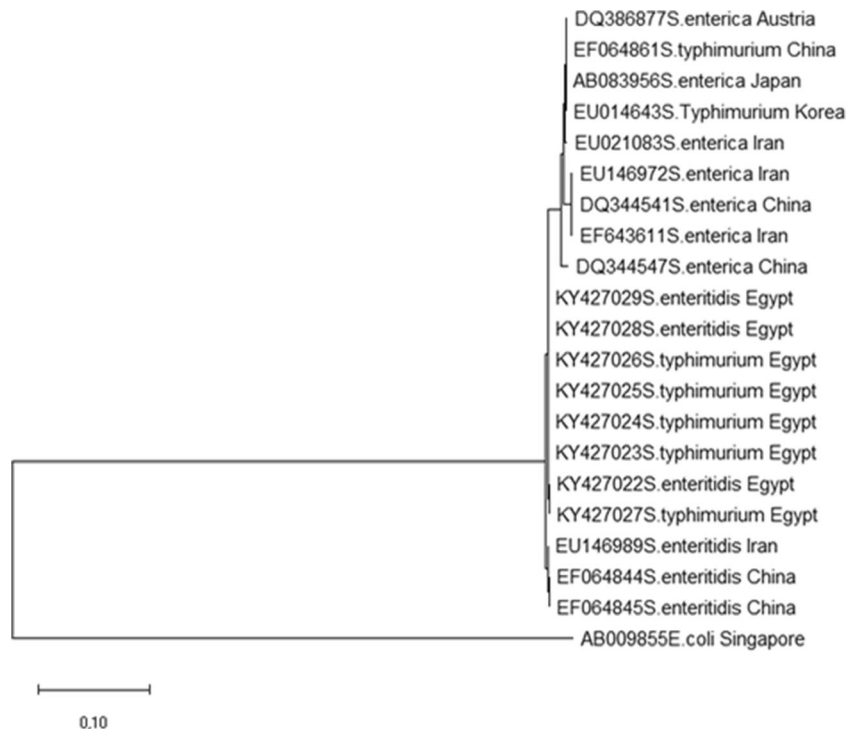 DQ386877S.enterica Austria
EF064861S.typhimurium China
AB083956S.enterica Japan
EU014643S.Typhimurium Korea
EU021083S.enterica Iran
EU146972S.enterica Iran
DQ344541S.enterica China
EF643611S.enterica Iran
DQ344547S.enterica China
KY427029S.enteritidis Egypt
KY427028S.enteritidis Egypt
KY427026S.typhimurium Egypt
KY427025S.typhimurium Egypt
KY427024S.typhimurium Egypt
KY427023S.typhimurium Egypt
KY427022S.enteritidis Egypt
KY427027S.typhimurium Egypt
EU146989S.enteritidis Iran
EF064844S.enteritidis China
EF064845S.enteritidis China
AB009855E.coli Singapore
0.10